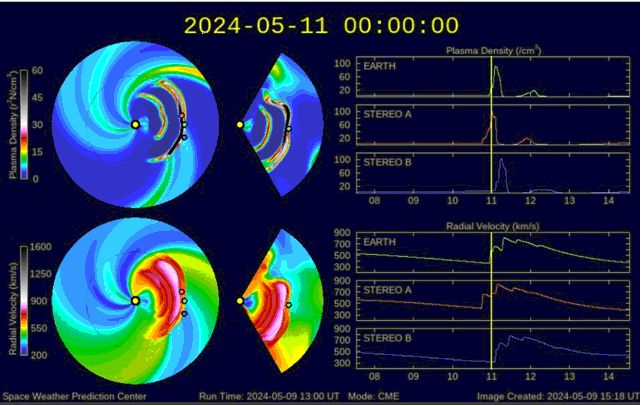 2024-05-11 00:00:00
Plasma Density (/cm³)
Plasma Density (r²N/cm³)
60
45
30
15
0
EARTH
100
60
20
STEREO A
100
60
20
STEREO B
100
60
20
08 09 10 11 12 13 14
Radial Velocity (km/s)
Radial Velocity (km/s)
1600
1250
900
550
200
EARTH
900
700
500
300
STEREO A
900
700
500
300
STEREO B
900
700
500
300
08 09 10 11 12 13 14
Space Weather Prediction Center Run Time: 2024-05-09 13:00 UT Mode: CME Image Created: 2024-05-09 15:18 UT